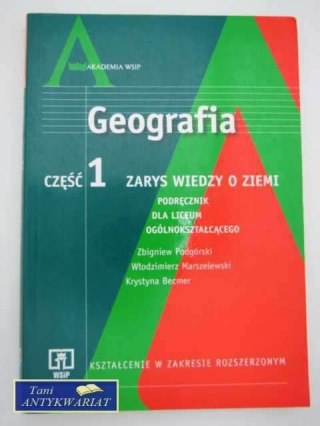 AKADEMIA WSIP
Geografia
CZĘŚĆ 1 ZARYS WIEDZY O ZIEMI
PODRĘCZNIK
DLA LICEUM
OGÓLNOKSZTAŁCĄCEGO
Zbigniew Podgórski
Włodzimierz Marszelewski
Krystyna Becmer
WSiP
KSZTAŁCENIE W ZAKRESIE ROZSZERZONYM
Tani
ANTYKWARIAT